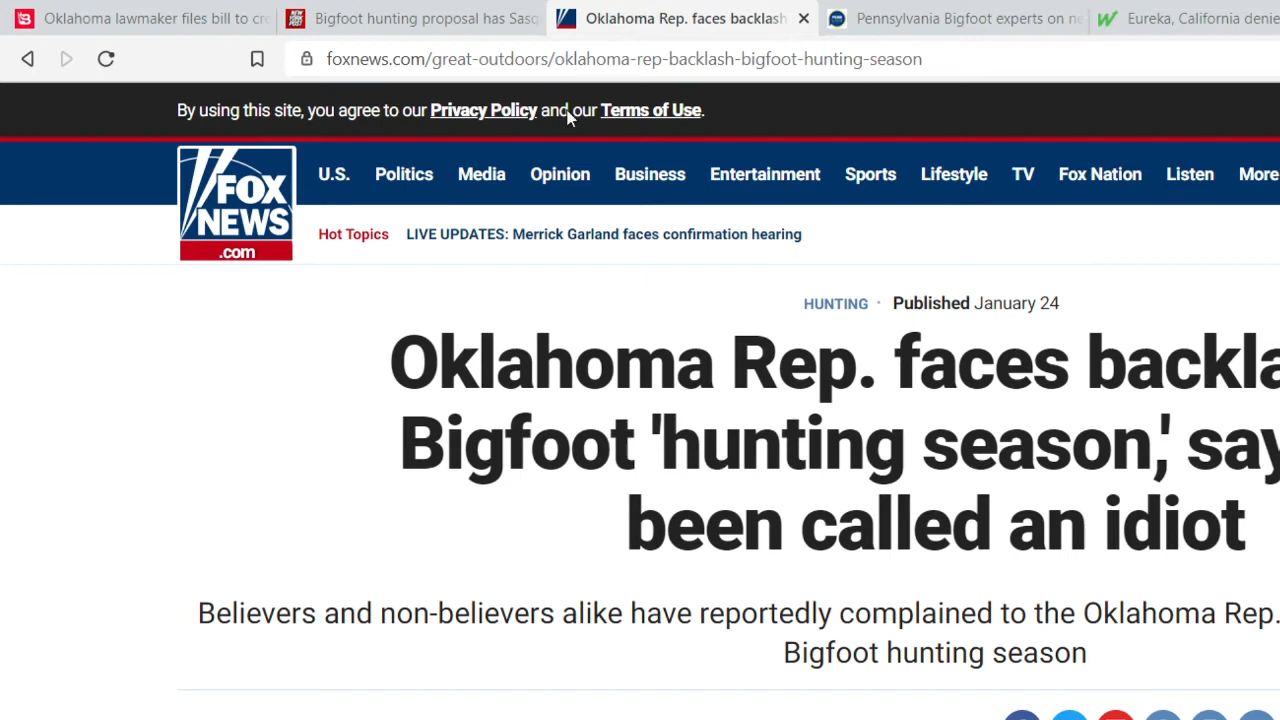 Oklahoma lawmaker files bill to cre
Bigfoot hunting proposal has Sasq
Oklahoma Rep. faces backlash
Pennsylvania Bigfoot experts on ne
Eureka, California denie
foxnews.com/great-outdoors/oklahoma-rep-backlash-bigfoot-hunting-season
By using this site, you agree to our Privacy Policy and our Terms of Use.
FOX
NEWS
.com
U.S. Politics Media Opinion Business Entertainment Sports Lifestyle TV Fox Nation Listen More
Hot Topics LIVE UPDATES: Merrick Garland faces confirmation hearing
HUNTING · Published January 24
Oklahoma Rep. faces backla
Bigfoot 'hunting season,' say
been called an idiot
Believers and non-believers alike have reportedly complained to the Oklahoma Rep.
Bigfoot hunting season